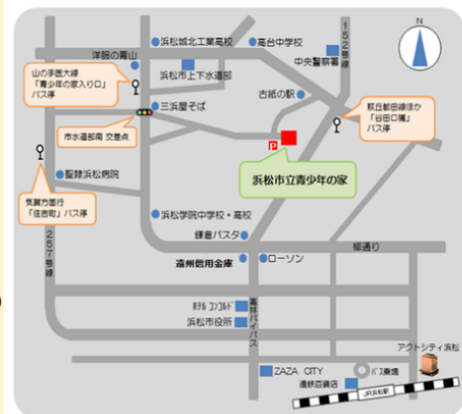 浜松城北工業高校
高台中学校
152号線
N
洋服の青山
中央警察署
浜松市上下水道部
山の手医大線
「青少年の家入り口」
バス停
古紙の駅
三浜屋そば
萩丘都田線ほか
「谷田口橋」
バス停
市水道部南 交差点
P
浜松市立青少年の家
聖隷浜松病院
気賀方面行
「住吉町」バス停
浜松学院中学校・高校
鎌倉パスタ
柳通り
257号線
遠州信用金庫
ローソン
ホテル コンコルド
浜松市役所
高林バイパス
アクトシティ浜松
ZAZA CITY
バス乗場
遠鉄百貨店
JR浜松駅